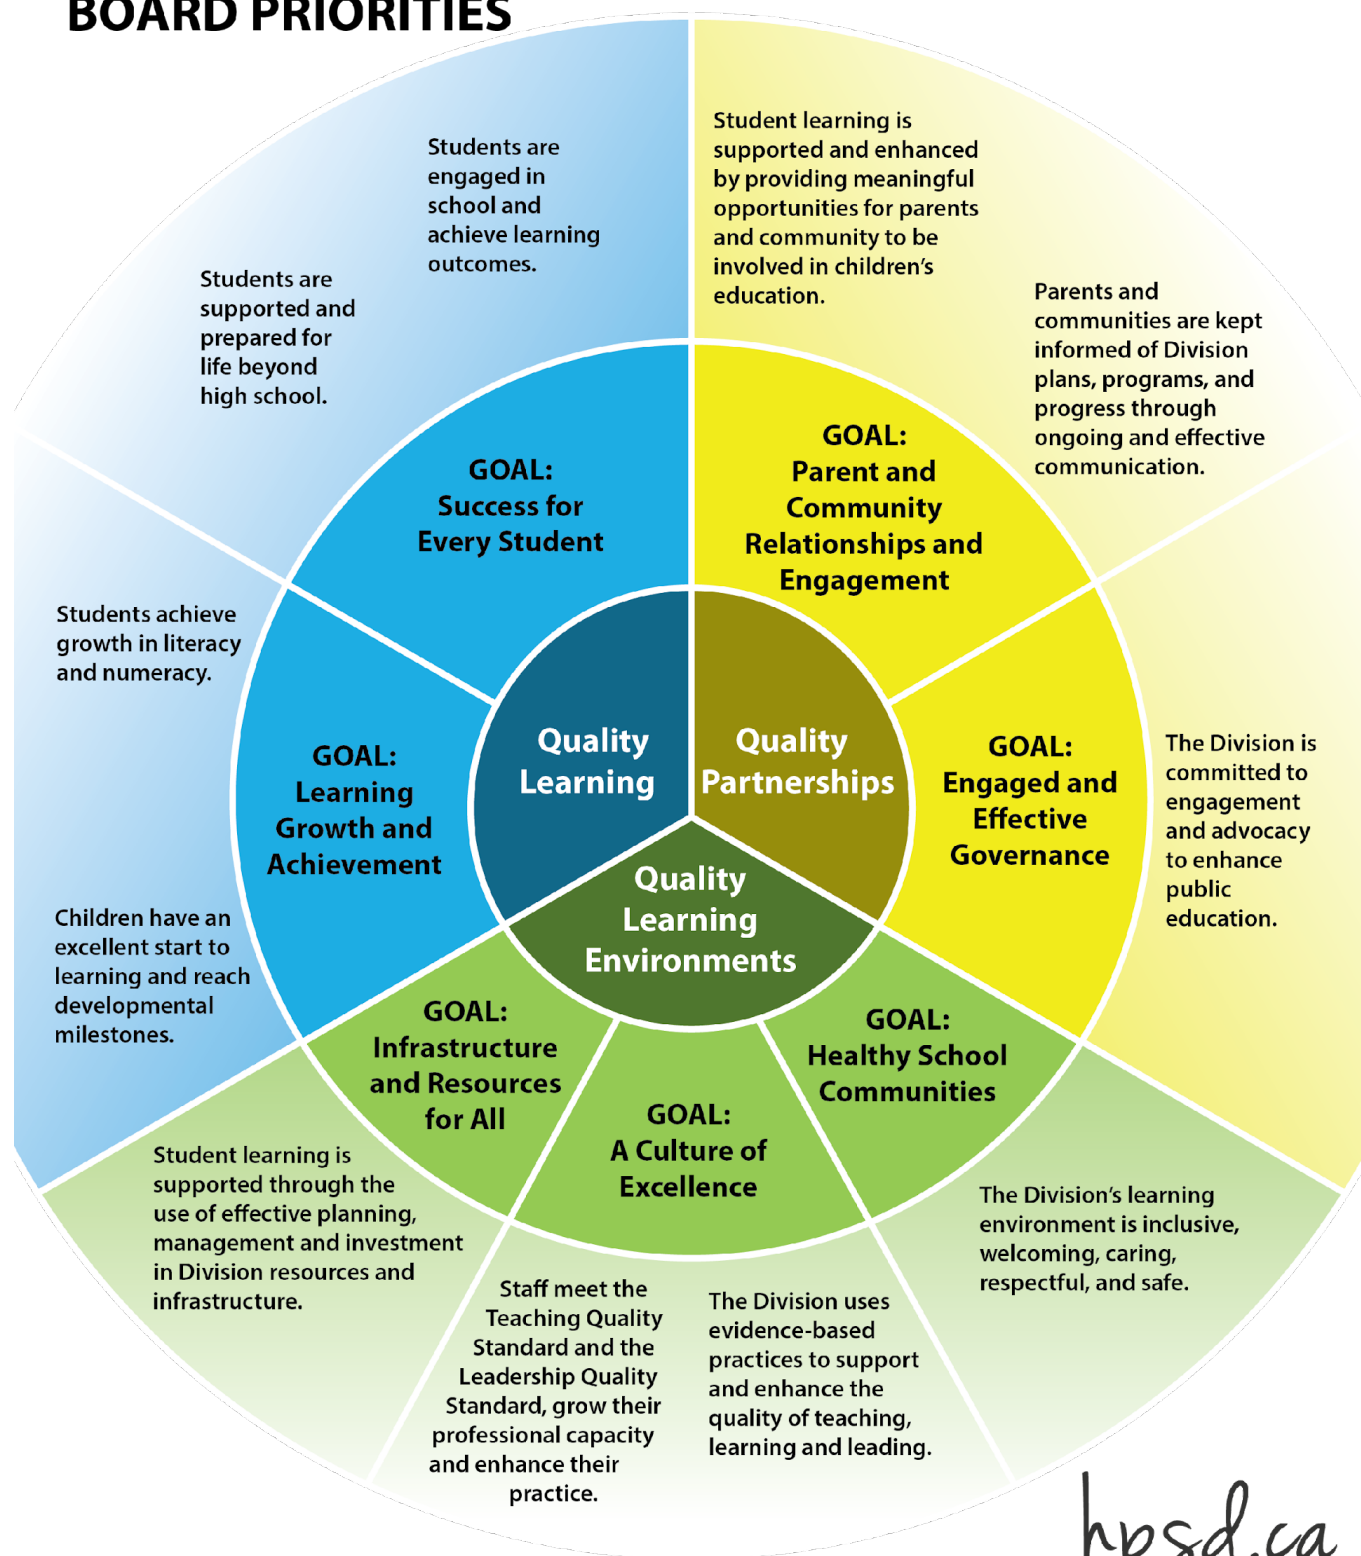 BOARD PRIORITIES
Students are
engaged in
school and
achieve learning
outcomes.
Students are
supported and
prepared for
life beyond
high school.
Student learning is
supported and enhanced
by providing meaningful
opportunities for parents
and community to be
involved in children's
education.
Parents and
communities are kept
informed of Division
plans, programs, and
progress through
ongoing and effective
communication.
GOAL:
Success for
Every Student
GOAL:
Parent and
Community
Relationships and
Engagement
Students achieve
growth in literacy
and numeracy.
Children have an
excellent start to
learning and reach
developmental
milestones.
GOAL:
Learning
Growth and
Achievement
Quality
Learning
Quality
Partnerships
Quality
Learning
Environments
GOAL:
Engaged and
Effective
Governance
The Division is
committed to
engagement
and advocacy
to enhance
public
education.
GOAL:
Infrastructure
and Resources
for All
GOAL:
A Culture of
Excellence
GOAL:
Healthy School
Communities
Student learning is
supported through the
use of effective planning,
management and investment
in Division resources and
infrastructure.
Staff meet the
Teaching Quality
Standard and the
Leadership Quality
Standard, grow their
professional capacity
and enhance their
practice.
The Division uses
evidence-based
practices to support
and enhance the
quality of teaching,
learning and leading.
The Division's learning
environment is inclusive,
welcoming, caring,
respectful, and safe.
hpsd.ca